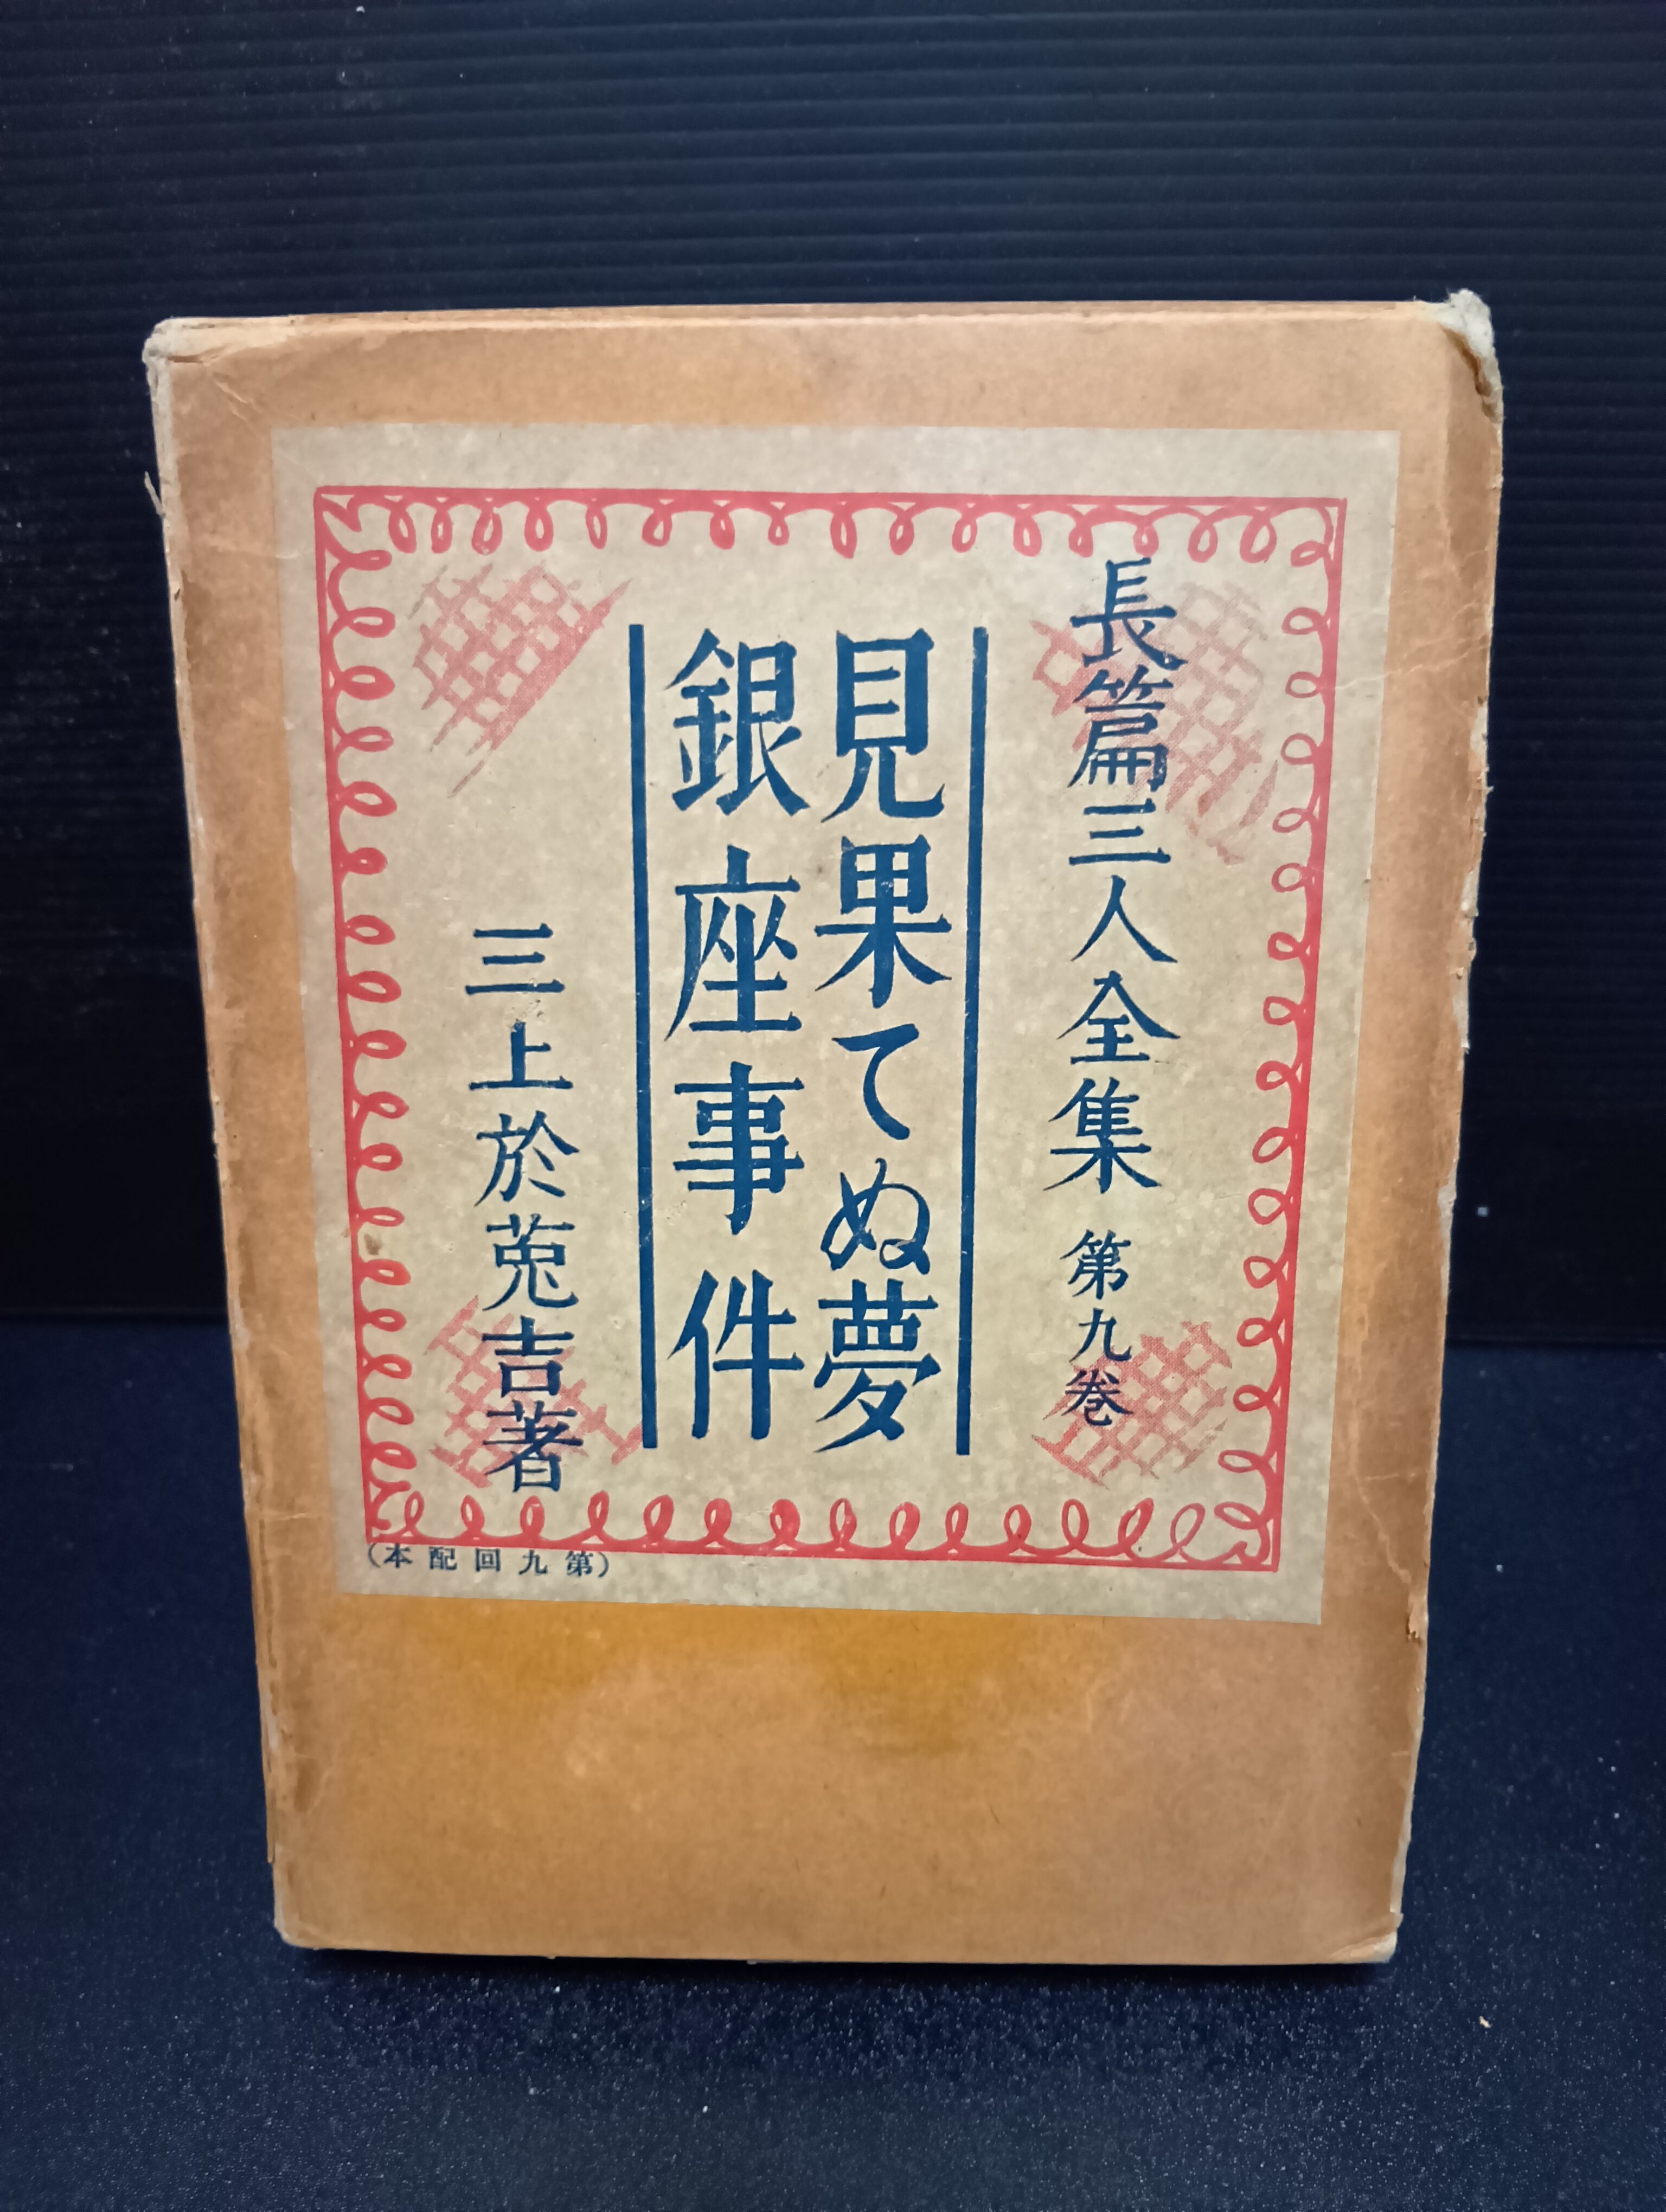 長篇三人全集 第九巻
見果てぬ夢
銀座事件
三上於菟吉著
(第九回配本)